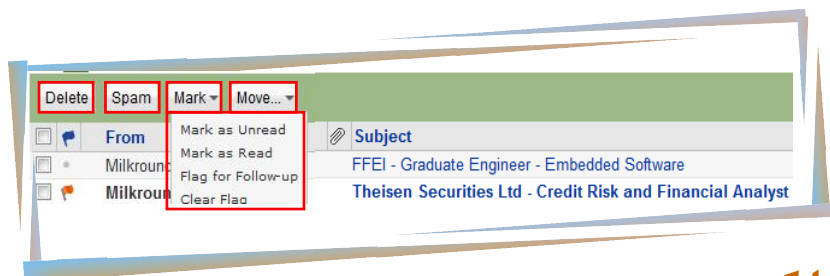 Delete Spam Mark Move...
Mark as Unread
Mark as Read
Flag for Follow-up
Clear Flag
From Subject
Milkround FFEI - Graduate Engineer - Embedded Software
Milkroun Theisen Securities Ltd - Credit Risk and Financial Analyst